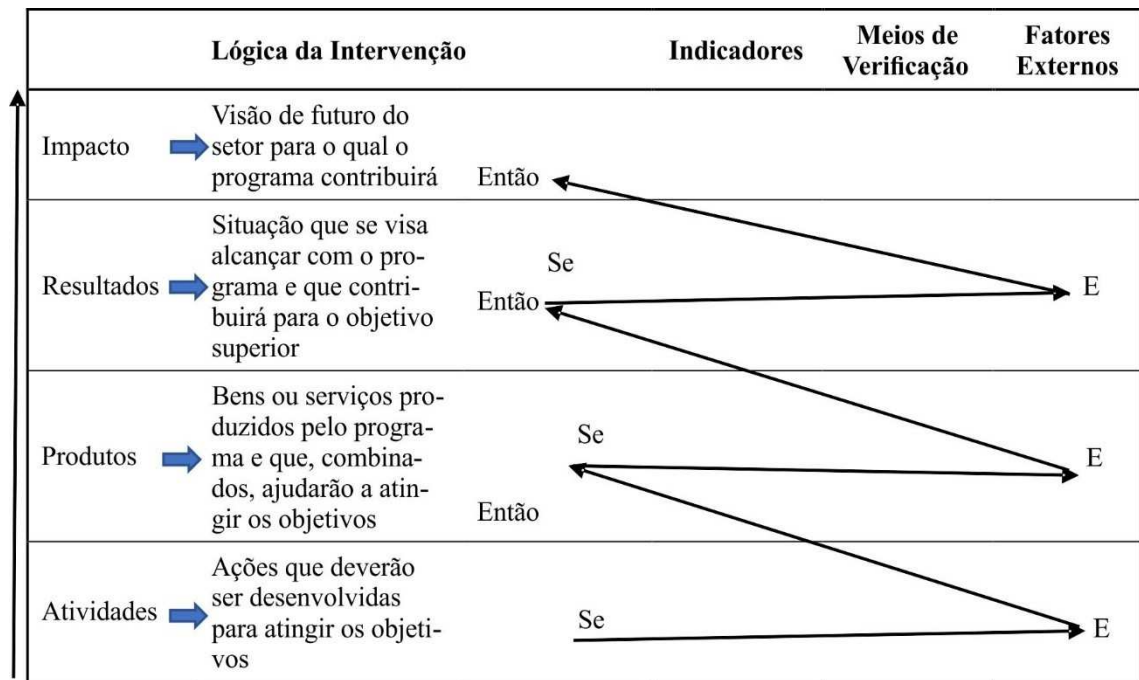 Lógica da Intervenção
Indicadores
Meios de
Verificação
Fatores
Externos
Impacto
Visão de futuro do
setor para o qual o
programa contribuirá
Então
Resultados
Situação que se visa
alcançar com o pro-
grama e que contri-
buirá para o objetivo
superior
Se
Então
E
Produtos
Bens ou serviços pro-
duzidos pelo progra-
ma e que, combina-
dos, ajudarão a atin-
gir os objetivos
Se
Então
E
Atividades
Ações que deverão
ser desenvolvidas
para atingir os objeti-
vos
Se
E